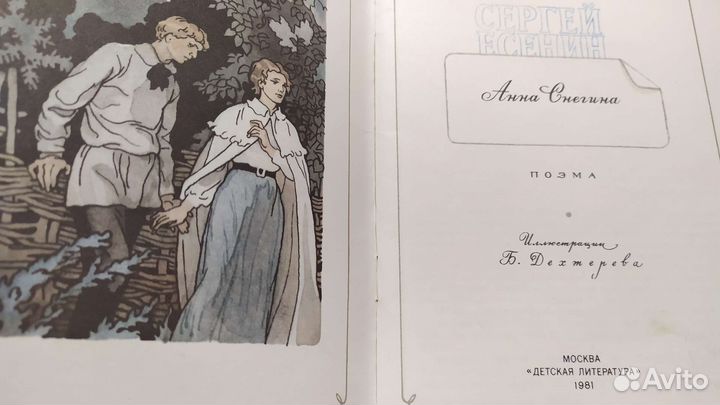 СЕРГЕЙ
ЕСЕНИН
Анна Снегина
ПОЭМА
Иллюстрации
Б. Дехтерева
МОСКВА
«ДЕТСКАЯ ЛИТЕРАТУРА»
1981
Avito